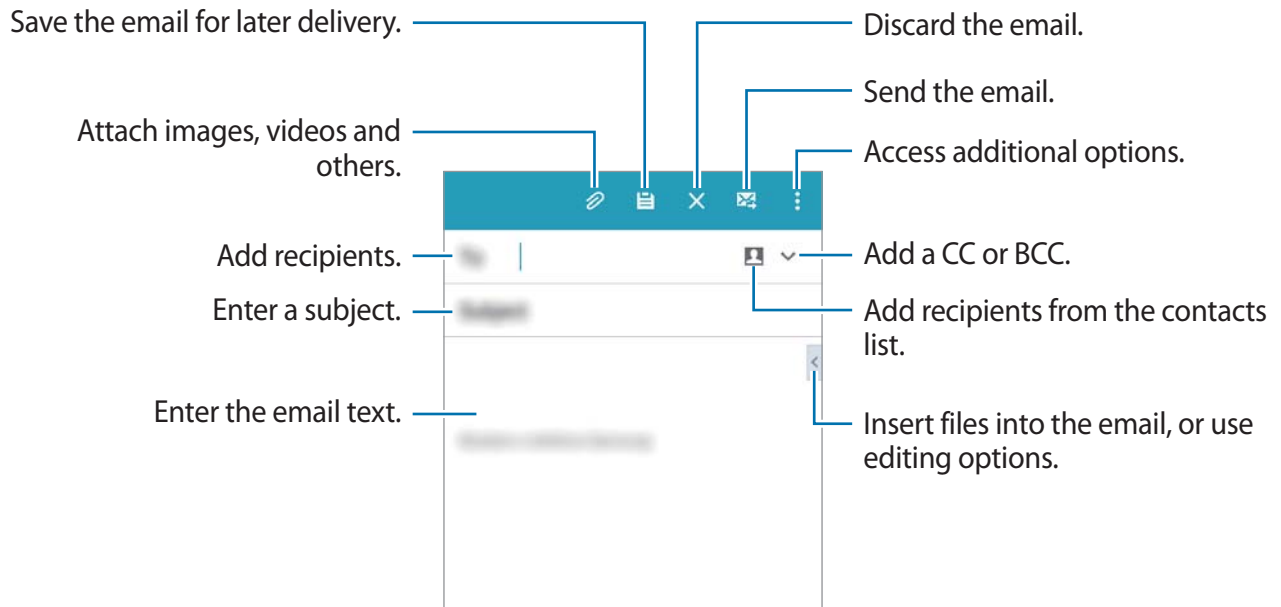 Save the email for later delivery.
Discard the email.
Send the email.
Attach images, videos and
others.
Access additional options.
Add recipients.
Add a CC or BCC.
Enter a subject.
Add recipients from the contacts
list.
Enter the email text.
Insert files into the email, or use
editing options.